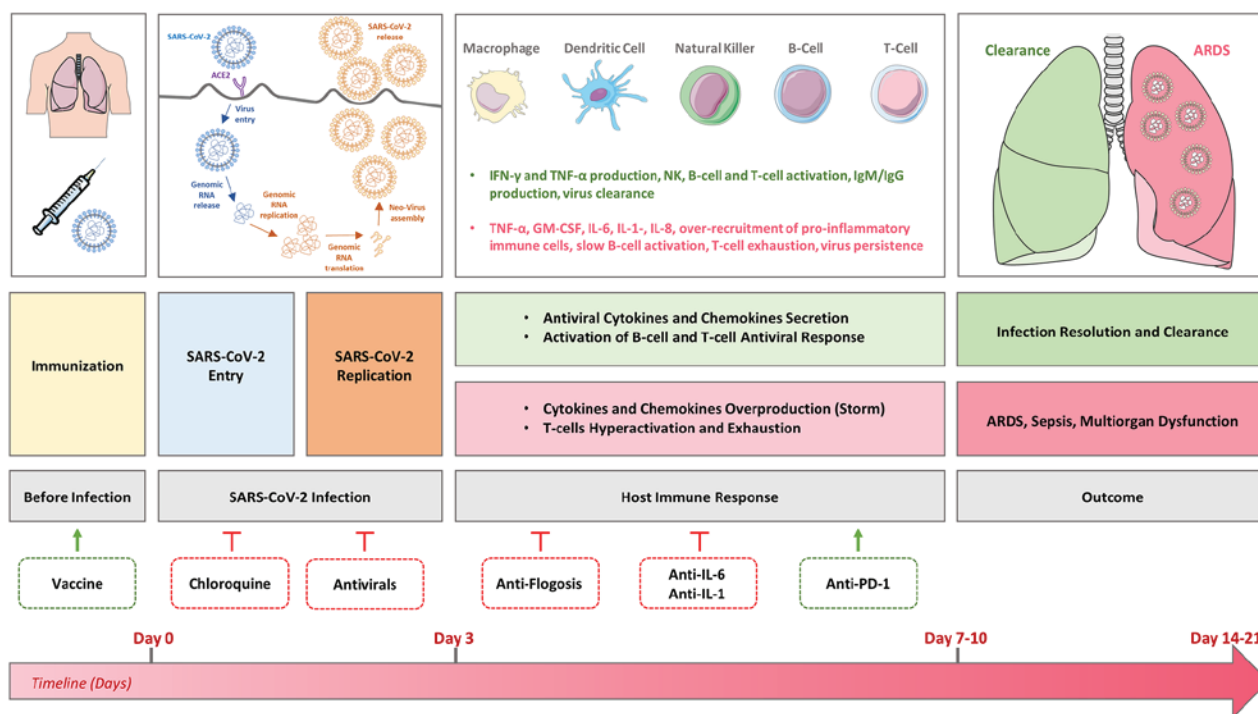 SARS-CoV-2
SARS-CoV-2
release
ACE2
Virus
entry
Genomic
RNA
release
Genomic
RNA
replication
Genomic
RNA
translation
Neo-Virus
assembly
Macrophage
Dendritic Cell
Natural Killer
B-Cell
T-Cell
• IFN-γ and TNF-α production, NK, B-cell and T-cell activation, IgM/IgG
production, virus clearance
• TNF-α, GM-CSF, IL-6, IL-1-, IL-8, over-recruitment of pro-inflammatory
immune cells, slow B-cell activation, T-cell exhaustion, virus persistence
Clearance
ARDS
Immunization
SARS-CoV-2
Entry
SARS-CoV-2
Replication
• Antiviral Cytokines and Chemokines Secretion
• Activation of B-cell and T-cell Antiviral Response
• Cytokines and Chemokines Overproduction (Storm)
• T-cells Hyperactivation and Exhaustion
Infection Resolution and Clearance
ARDS, Sepsis, Multiorgan Dysfunction
Before Infection
SARS-CoV-2 Infection
Host Immune Response
Outcome
Vaccine
Chloroquine
Antivirals
Anti-Flogosis
Anti-IL-6
Anti-IL-1
Anti-PD-1
Day 0
Day 3
Day 7-10
Day 14-21
Timeline (Days)